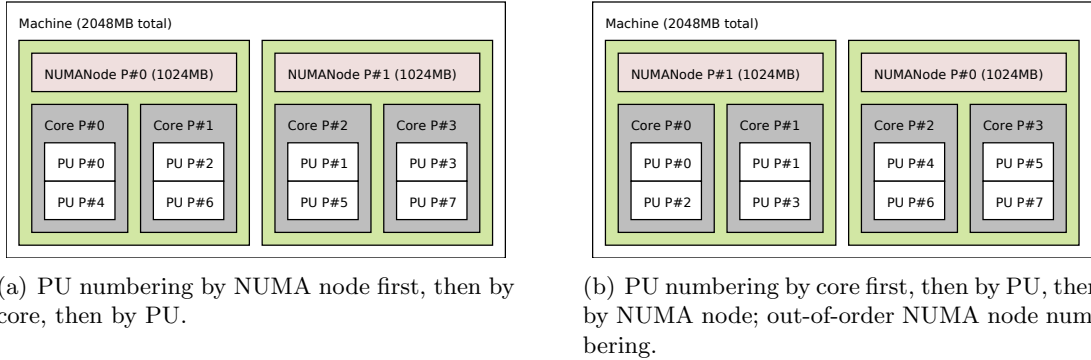 Machine (2048MB total)
NUMANode P#0 (1024MB)
NUMANode P#1 (1024MB)
Core P#0
Core P#1
Core P#2
Core P#3
PU P#0
PU P#2
PU P#1
PU P#3
PU P#4
PU P#6
PU P#5
PU P#7
(a) PU numbering by NUMA node first, then by
core, then by PU.
Machine (2048MB total)
NUMANode P#1 (1024MB)
NUMANode P#0 (1024MB)
Core P#0
Core P#1
Core P#2
Core P#3
PU P#0
PU P#1
PU P#4
PU P#5
PU P#2
PU P#3
PU P#6
PU P#7
(b) PU numbering by core first, then by PU, then
by NUMA node; out-of-order NUMA node num
bering.